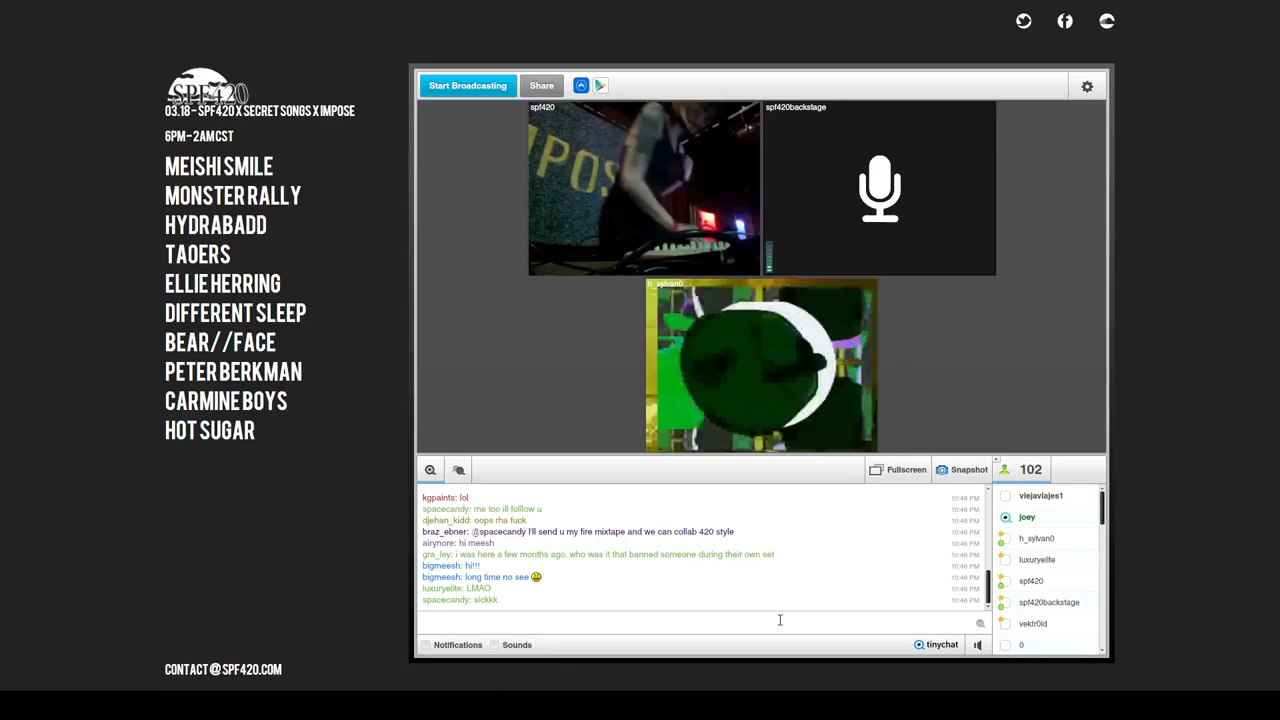 SPF420
03.18 - SPF420 X SECRET SONGS X IMPOSE
6PM - 2AM CST
MEISHI SMILE
MONSTER RALLY
HYDRABADD
TAOERS
ELLIE HERRING
DIFFERENT SLEEP
BEAR//FACE
PETER BERKMAN
CARMINE BOYS
HOT SUGAR
CONTACT@SPF420.COM
Start Broadcasting
Share
spf420
spf420backstage
IMPOS
h_sylvan0
Fullscreen
Snapshot
102
kgpaints: lol
10:46 PM
spacecandy: me too ill folllow u
10:46 PM
djehan_kidd: oops rha fuck
10:46 PM
braz_ebner: @spacecandy I'll send u my fire mixtape and we can collab 420 style
10:46 PM
airynore: hi meesh
10:46 PM
gra_ley: i was here a few months ago, who was it that banned someone during their own set
10:46 PM
bigmeesh: hi!!!
10:46 PM
bigmeesh: long time no see
10:46 PM
luxuryelite: LMAO
10:46 PM
spacecandy: sickkk
10:46 PM
Notifications
Sounds
tinychat
viejaviajes1
joey
h_sylvan0
luxuryelite
spf420
spf420backstage
vektr0id
0